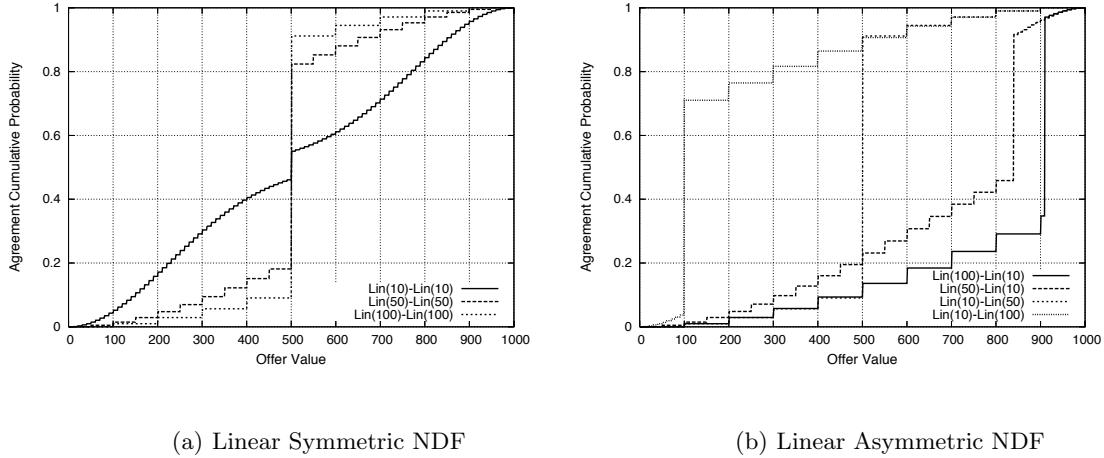 Agreement Cumulative Probability
1
0.8
0.6
0.4
0.2
0
Lin(10)-Lin(10)
Lin(50)-Lin(50)
Lin(100)-Lin(100)
0 100 200 300 400 500 600 700 800 900 1000
Offer Value
(a) Linear Symmetric NDF
Agreement Cumulative Probability
1
0.8
0.6
0.4
0.2
0
Lin(100)-Lin(10)
Lin(50)-Lin(10)
Lin(10)-Lin(50)
Lin(10)-Lin(100)
0 100 200 300 400 500 600 700 800 900 1000
Offer Value
(b) Linear Asymmetric NDF